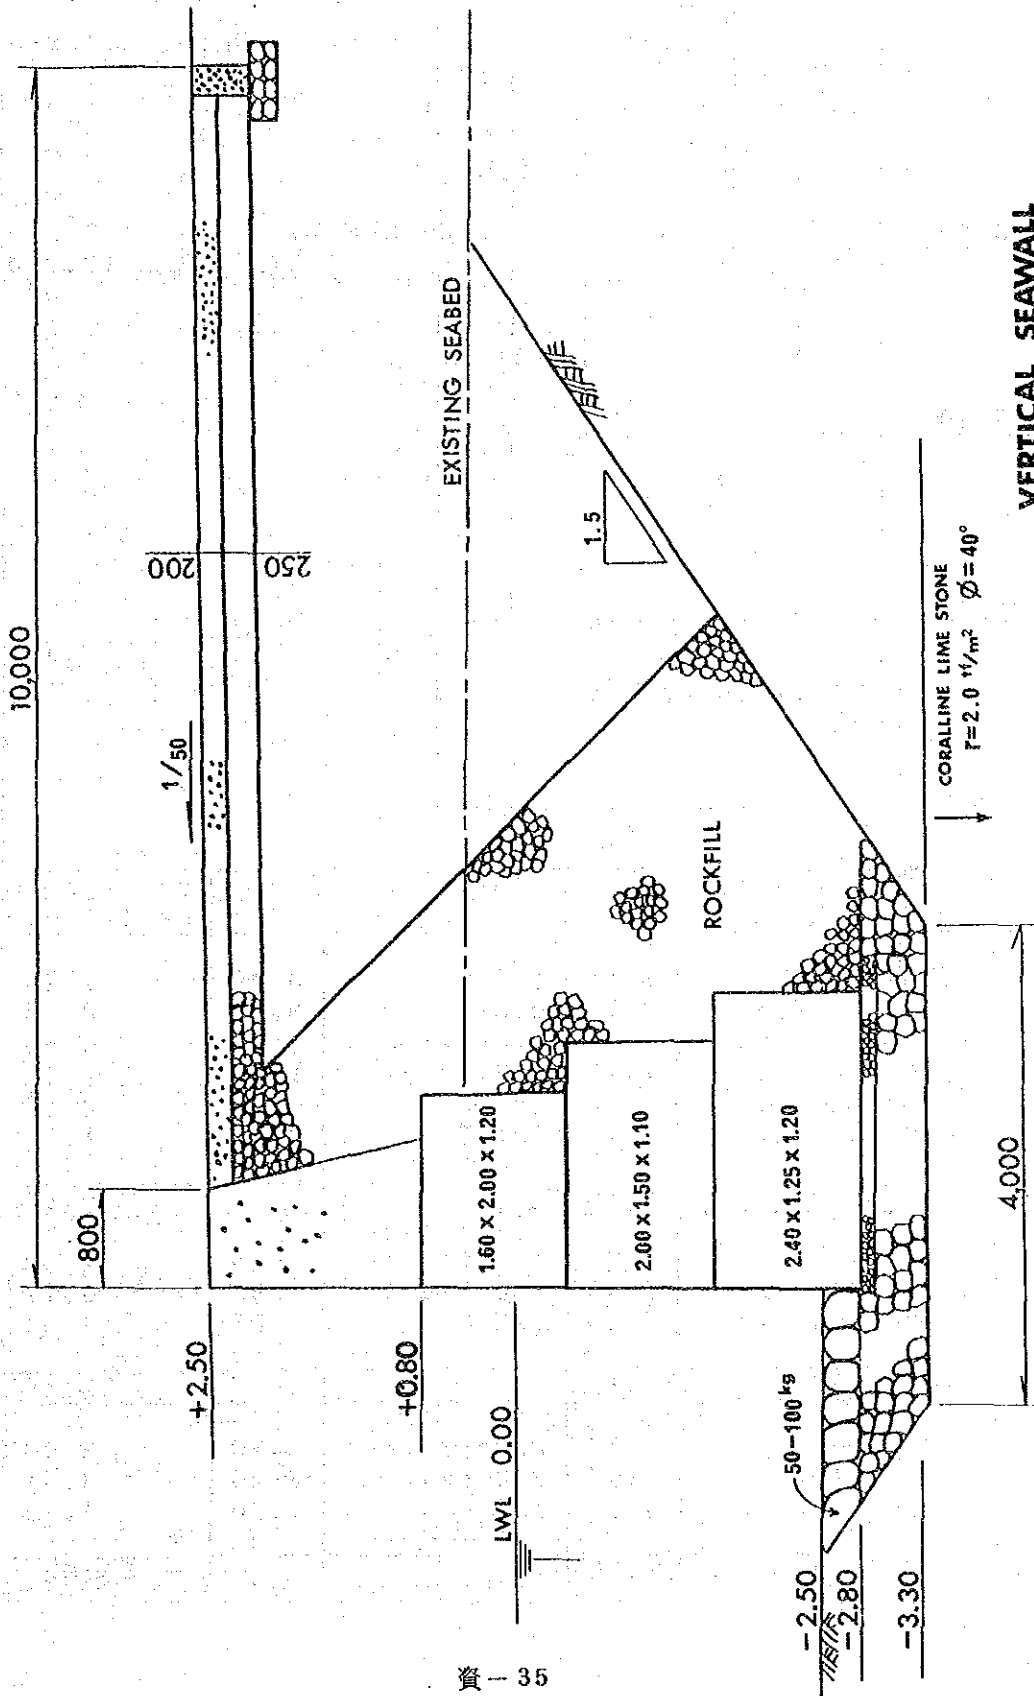 10,000
800
1/50
200
250
+2.50
+0.80
LWL 0.00
EXISTING SEABED
1.5
1.60 x 2.00 x 1.20
2.00 x 1.50 x 1.10
2.40 x 1.25 x 1.20
ROCKFILL
50-100kg
-2.50
-2.80
-3.30
4,000
CORALLINE LIME STONE
r=2.0 tf/m² Ø=40°
VERTICAL SEAWALL
資-35